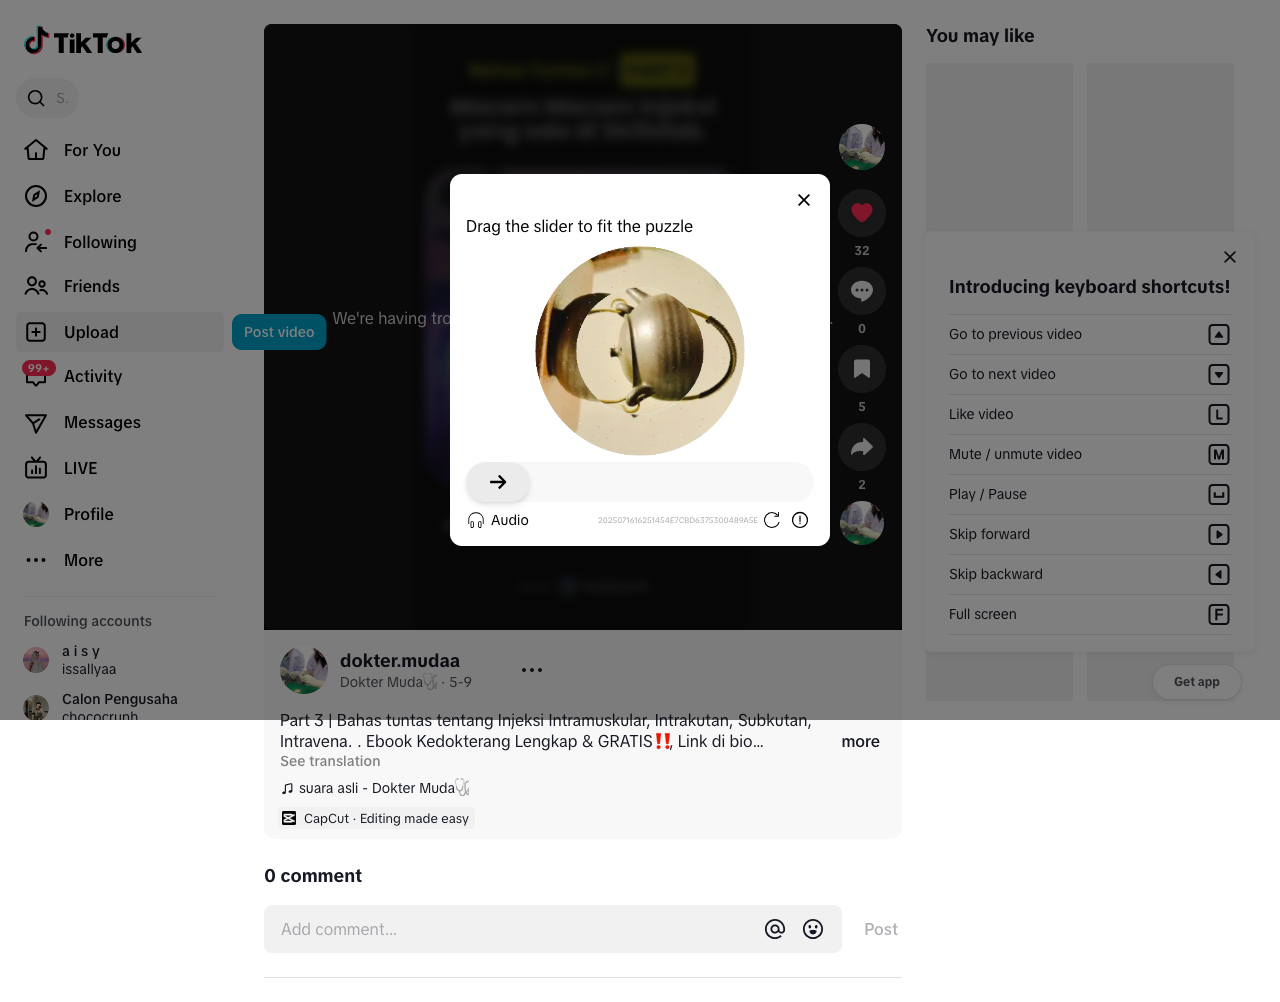 TikTok
S.
For You
Explore
Following
Friends
Upload
Post video
99+
Activity
Messages
LIVE
Profile
More
Following accounts
a i s y
issallyaa
Calon Pengusaha
chococrunh
We're having tro
32
0
5
2
Drag the slider to fit the puzzle
Audio
2025071616251454E7CBD6375300489A5E
dokter.mudaa
Dokter Muda🩺 · 5-9
Part 3 | Bahas tuntas tentang Injeksi Intramuskular, Intrakutan, Subkutan,
Intravena. . Ebook Kedokterang Lengkap & GRATIS‼️, Link di bio...
more
See translation
suara asli - Dokter Muda🩺
CapCut · Editing made easy
0 comment
Add comment...
Post
You may like
Introducing keyboard shortcuts!
Go to previous video
Go to next video
Like video
L
Mute / unmute video
M
Play / Pause
Skip forward
Skip backward
Full screen
F
Get app